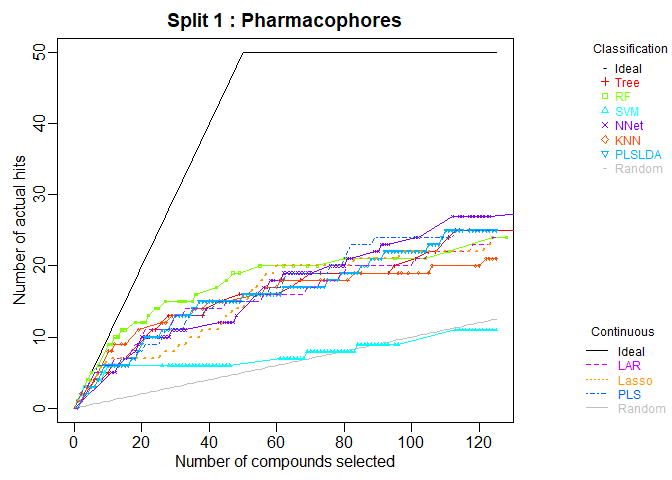 Split 1 : Pharmacophores
Number of actual hits
50
40
30
20
10
0
0 20 40 60 80 100 120
Number of compounds selected
Classification
Ideal
Tree
RF
SVM
NNet
KNN
PLSLDA
Random
Continuous
Ideal
LAR
Lasso
PLS
Random